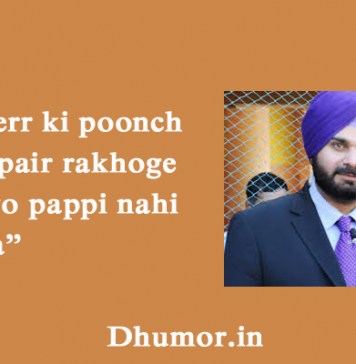 err ki poonch
pair rakhoge
o pappi nahi
”
Dhumor.in